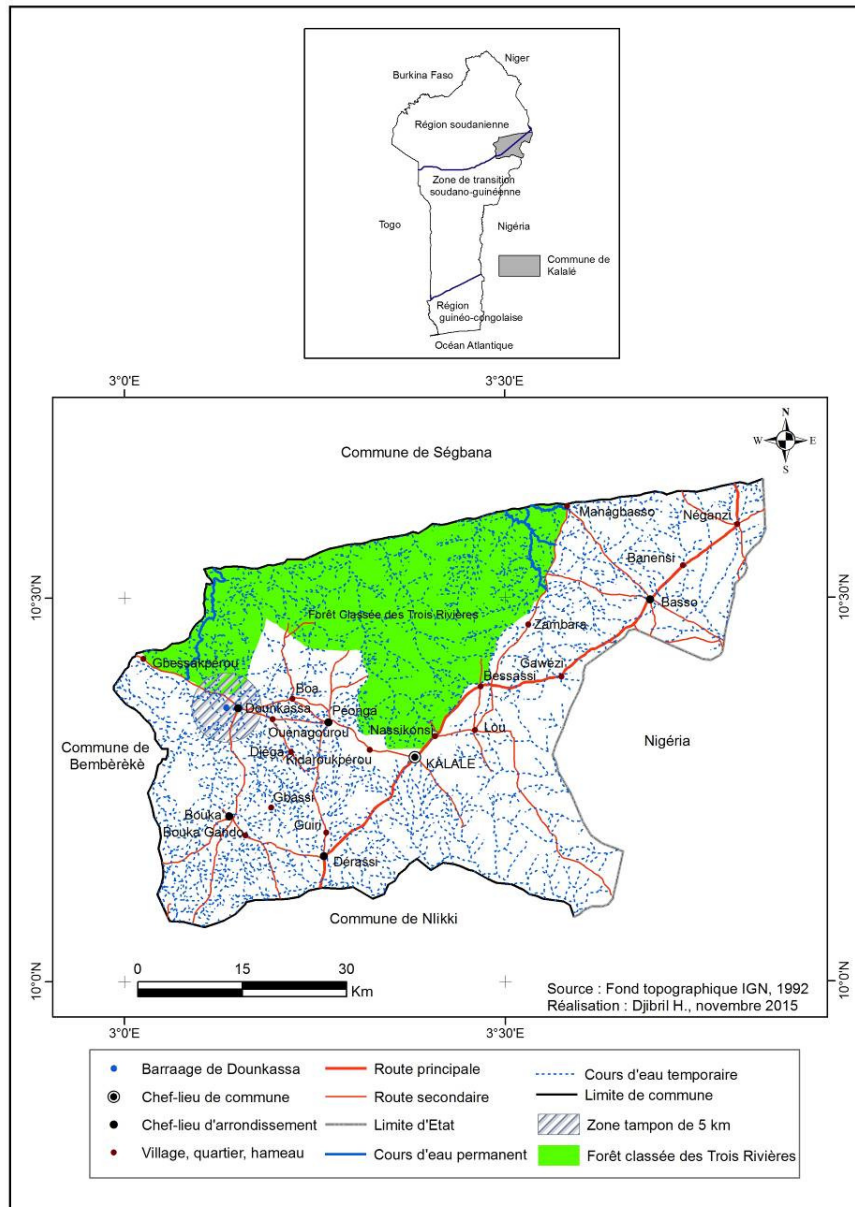 Niger
Burkina Faso
Région soudanienne
Zone de transition
soudano-guinéenne
Togo
Nigéria
Commune de
Kalalé
Région
guinéo-congolaise
Océan Atlantique
3°0'E
3°30'E
Commune de Ségbana
N
W
E
S
Managbasso
Néganzi
Banensi
10°30'N
10°30'N
Basso
Forêt Classée des Trois Rivières
Zambara
Gbessakpérou
Gawézi
Bessassi
Boa
Dounkassa
Péonga
Ouénagourou
Nassikonsi
Lou
Commune de
Bembèrèkè
Nigéria
Diéga
Kidaroukpérou
KALALE
Gbassi
Bouka
Bouka Gando
Guiri
Dérassi
Commune de NIikki
0
15
30
Km
10°0'N
10°0'N
Source : Fond topographique IGN, 1992
Réalisation : Djibril H., novembre 2015
3°0'E
3°30'E
Barraage de Dounkassa
Route principale
Cours d'eau temporaire
Chef-lieu de commune
Route secondaire
Limite de commune
Chef-lieu d'arrondissement
Limite d'Etat
Zone tampon de 5 km
Village, quartier, hameau
Cours d'eau permanent
Forêt classée des Trois Rivières